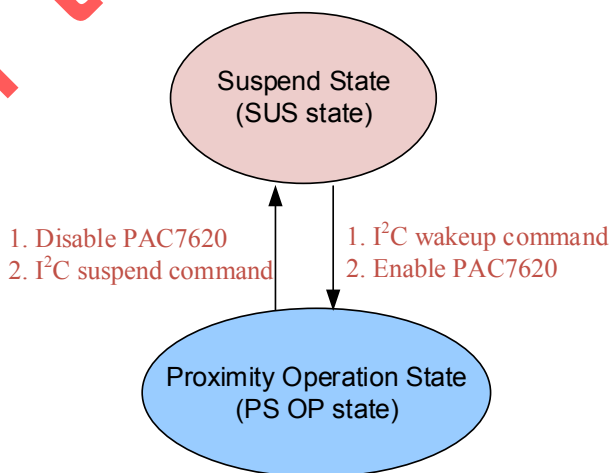 Suspend State
(SUS state)
1. Disable PAC7620
2. I²C suspend command
1. I²C wakeup command
2. Enable PAC7620
Proximity Operation State
(PS OP state)